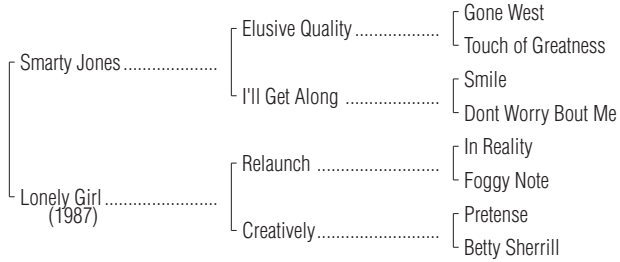 Gone West
Elusive Quality ..................
Touch of Greatness
Smarty Jones ....................
Smile
I'll Get Along ....................
Dont Worry Bout Me
In Reality
Relaunch ..........................
Foggy Note
Lonely Girl ........................
(1987)
Pretense
Creatively..........................
Betty Sherrill